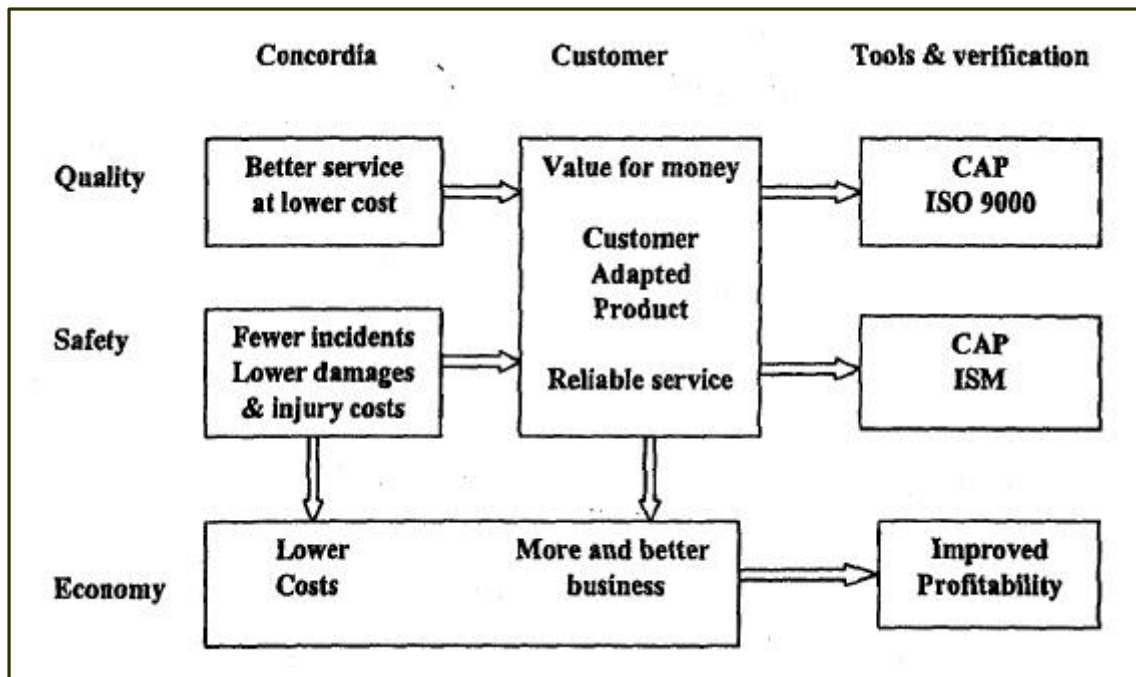 Concordia
Customer
Tools & verification
Quality
Better service
at lower cost
Value for money
Customer
Adapted
Product
Reliable service
CAP
ISO 9000
Safety
Fewer incidents
Lower damages
& injury costs
CAP
ISM
Economy
Lower
Costs
More and better
business
Improved
Profitability